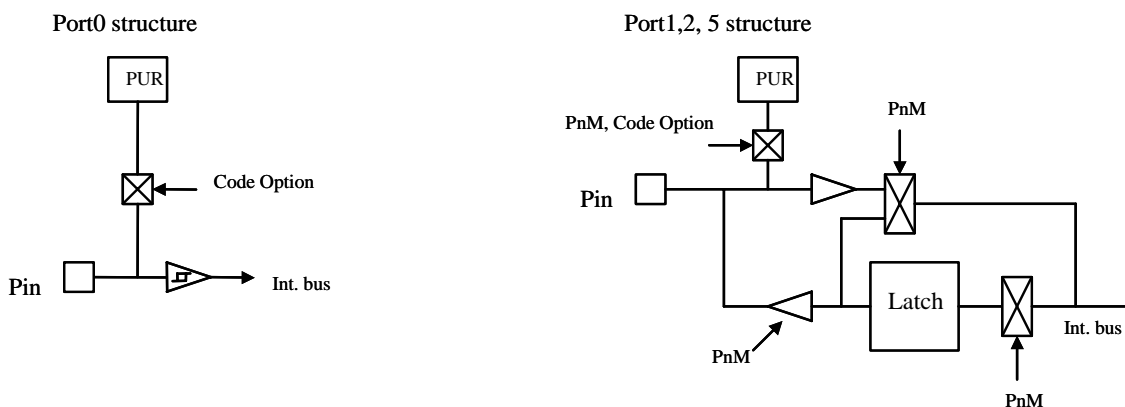 Port0 structure
PUR
Code Option
Pin
Int. bus
Port1,2, 5 structure
PUR
PnM, Code Option
PnM
Pin
Latch
Int. bus
PnM
PnM